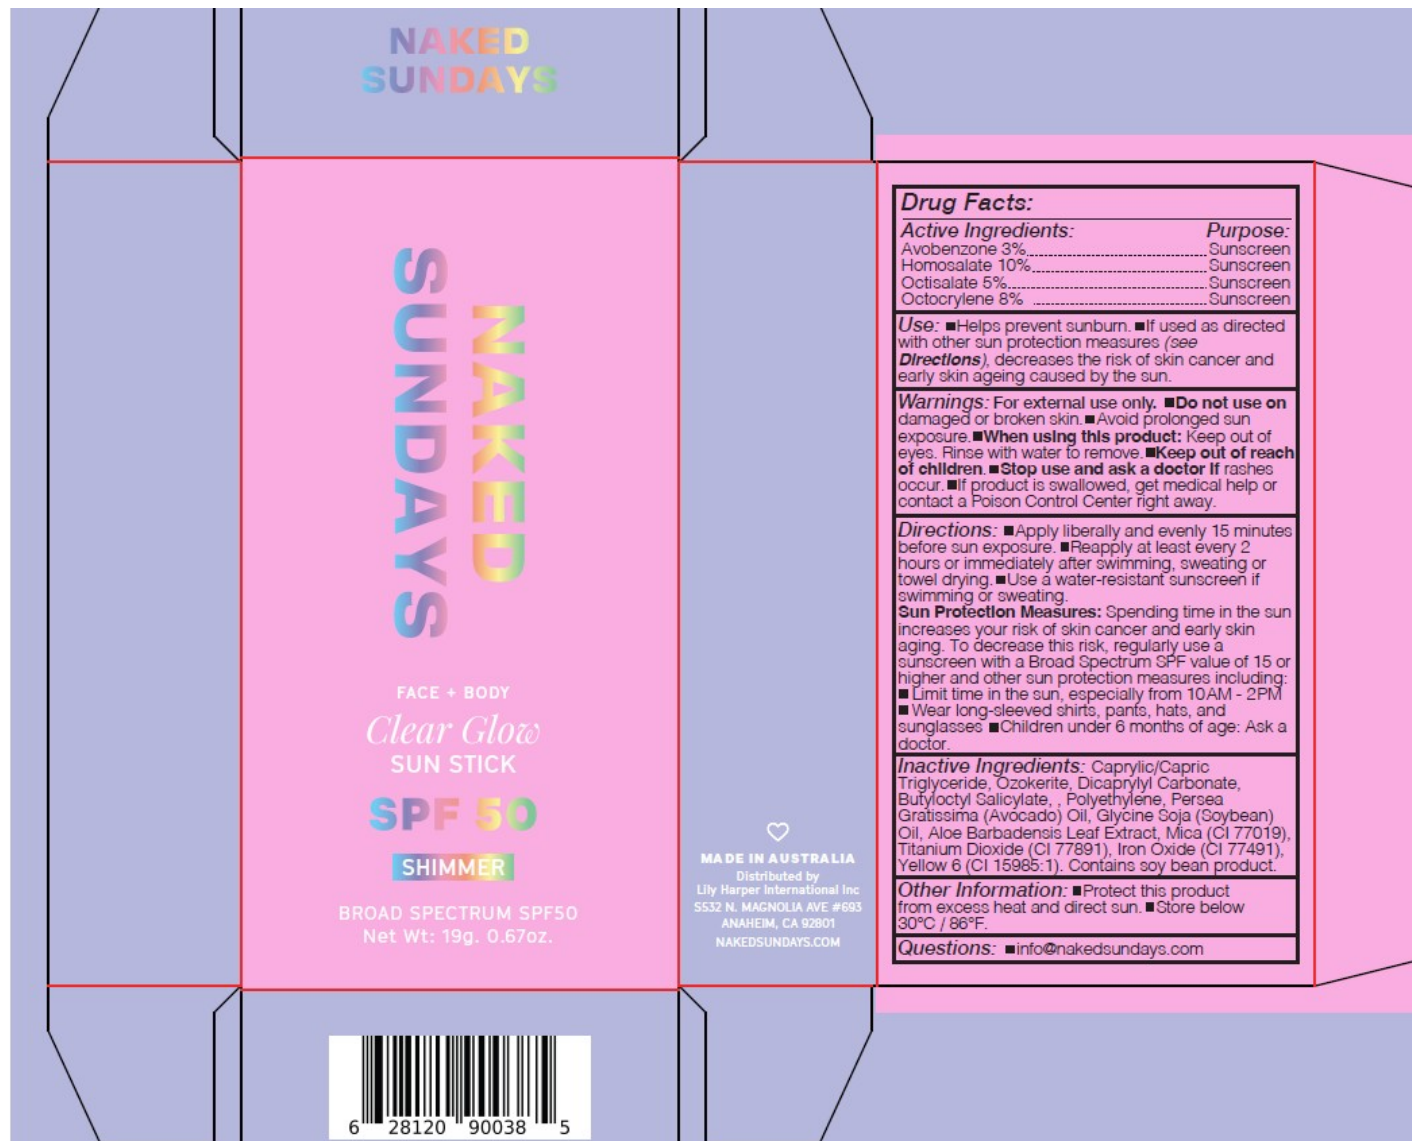 NAKED
SUNDAYS
NAKED
SUNDAYS
FACE + BODY
Clear Glow
SUN STICK
SPF 50
SHIMMER
BROAD SPECTRUM SPF50
Net Wt: 19g. 0.67oz.
MADE IN AUSTRALIA
Distributed by
Lily Harper International Inc
5532 N. MAGNOLIA AVE #693
ANAHEIM, CA 92801
NAKEDSUNDAYS.COM
Drug Facts:
Active Ingredients: Purpose:
Avobenzone 3% Sunscreen
Homosalate 10% Sunscreen
Octisalate 5% Sunscreen
Octocrylene 8% Sunscreen
Use: ■Helps prevent sunburn. ■If used as directed
with other sun protection measures (see
Directions), decreases the risk of skin cancer and
early skin ageing caused by the sun.
Warnings: For external use only. ■Do not use on
damaged or broken skin. ■Avoid prolonged sun
exposure. ■When using this product: Keep out of
eyes. Rinse with water to remove. ■Keep out of reach
of children. ■Stop use and ask a doctor if rashes
occur. ■If product is swallowed, get medical help or
contact a Poison Control Center right away.
Directions: ■Apply liberally and evenly 15 minutes
before sun exposure. ■Reapply at least every 2
hours or immediately after swimming, sweating or
towel drying. ■Use a water-resistant sunscreen if
swimming or sweating.
Sun Protection Measures: Spending time in the sun
increases your risk of skin cancer and early skin
aging. To decrease this risk, regularly use a
sunscreen with a Broad Spectrum SPF value of 15 or
higher and other sun protection measures including:
■ Limit time in the sun, especially from 10AM - 2PM
■ Wear long-sleeved shirts, pants, hats, and
sunglasses ■Children under 6 months of age: Ask a
doctor.
Inactive Ingredients: Caprylic/Capric
Triglyceride, Ozokerite, Dicaprylyl Carbonate,
Butyloctyl Salicylate, , Polyethylene, Persea
Gratissima (Avocado) Oil, Glycine Soja (Soybean)
Oil, Aloe Barbadensis Leaf Extract, Mica (CI 77019),
Titanium Dioxide (CI 77891), Iron Oxide (CI 77491),
Yellow 6 (CI 15985:1). Contains soy bean product.
Other Information: ■Protect this product
from excess heat and direct sun. ■Store below
30ºC / 86ºF.
Questions: ■info@nakedsundays.com
6 28120 90038 5